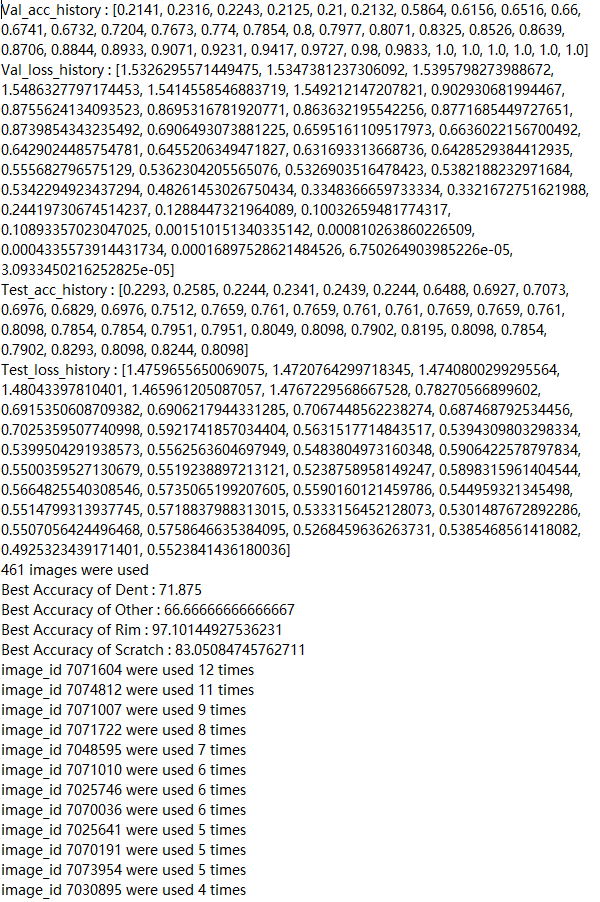 Val_acc_history : [0.2141, 0.2316, 0.2243, 0.2125, 0.21, 0.2132, 0.5864, 0.6156, 0.6516, 0.66,
0.6741, 0.6732, 0.7204, 0.7673, 0.774, 0.7854, 0.8, 0.7977, 0.8071, 0.8325, 0.8526, 0.8639,
0.8706, 0.8844, 0.8933, 0.9071, 0.9231, 0.9417, 0.9727, 0.98, 0.9833, 1.0, 1.0, 1.0, 1.0, 1.0, 1.0]
Val_loss_history : [1.5326295571449475, 1.5347381237306092, 1.5395798273988672,
1.5486327797174453, 1.5414558546883719, 1.549212147207821, 0.902930681994467,
0.8755624134093523, 0.8695316781920771, 0.863632195542256, 0.8771685449727651,
0.8739854343235492, 0.6906493073881225, 0.6595161109517973, 0.6636022156700492,
0.6429024485754781, 0.6455206349471827, 0.631693313668736, 0.6428529384412935,
0.555682796575129, 0.5362304205565076, 0.5326903516478423, 0.5382188232971684,
0.5342294923437294, 0.48261453026750434, 0.3348366659733334, 0.3321672751621988,
0.24419730674514237, 0.1288447321964089, 0.10032659481774317,
0.10893357023047025, 0.001510151340335142, 0.000810263860226509,
0.0004335573914431734, 0.00016897528621484526, 6.750264903985226e-05,
3.0933450216252825e-05]
Test_acc_history : [0.2293, 0.2585, 0.2244, 0.2341, 0.2439, 0.2244, 0.6488, 0.6927, 0.7073,
0.6976, 0.6829, 0.6976, 0.7512, 0.7659, 0.761, 0.7659, 0.761, 0.761, 0.7659, 0.7659, 0.761,
0.8098, 0.7854, 0.7854, 0.7951, 0.7951, 0.8049, 0.8098, 0.7902, 0.8195, 0.8098, 0.7854,
0.7902, 0.8293, 0.8098, 0.8244, 0.8098]
Test_loss_history : [1.4759655650069075, 1.4720764299718345, 1.4740800299295564,
1.48043397810401, 1.465961205087057, 1.4767229568667528, 0.78270566899602,
0.6915350608709382, 0.6906217944331285, 0.7067448562238274, 0.687468792534456,
0.7025359507740998, 0.5921741857034404, 0.5631517714843517, 0.5394309803298334,
0.5399504291938573, 0.5562563604697949, 0.5483804973160348, 0.5906422578797834,
0.5500359527130679, 0.5519238897213121, 0.5238758958149247, 0.5898315961404544,
0.5664825540308546, 0.5735065199207605, 0.5590160121459786, 0.544959321345498,
0.5514799313937745, 0.5718837988313015, 0.5333156452128073, 0.5301487672892286,
0.5507056424496468, 0.5758646635384095, 0.5268459636263731, 0.5385468561418082,
0.4925323439171401, 0.5523841436180036]
461 images were used
Best Accuracy of Dent : 71.875
Best Accuracy of Other : 66.66666666666667
Best Accuracy of Rim : 97.10144927536231
Best Accuracy of Scratch : 83.05084745762711
image_id 7071604 were used 12 times
image_id 7074812 were used 11 times
image_id 7071007 were used 9 times
image_id 7071722 were used 8 times
image_id 7048595 were used 7 times
image_id 7071010 were used 6 times
image_id 7025746 were used 6 times
image_id 7070036 were used 6 times
image_id 7025641 were used 5 times
image_id 7070191 were used 5 times
image_id 7073954 were used 5 times
image_id 7030895 were used 4 times